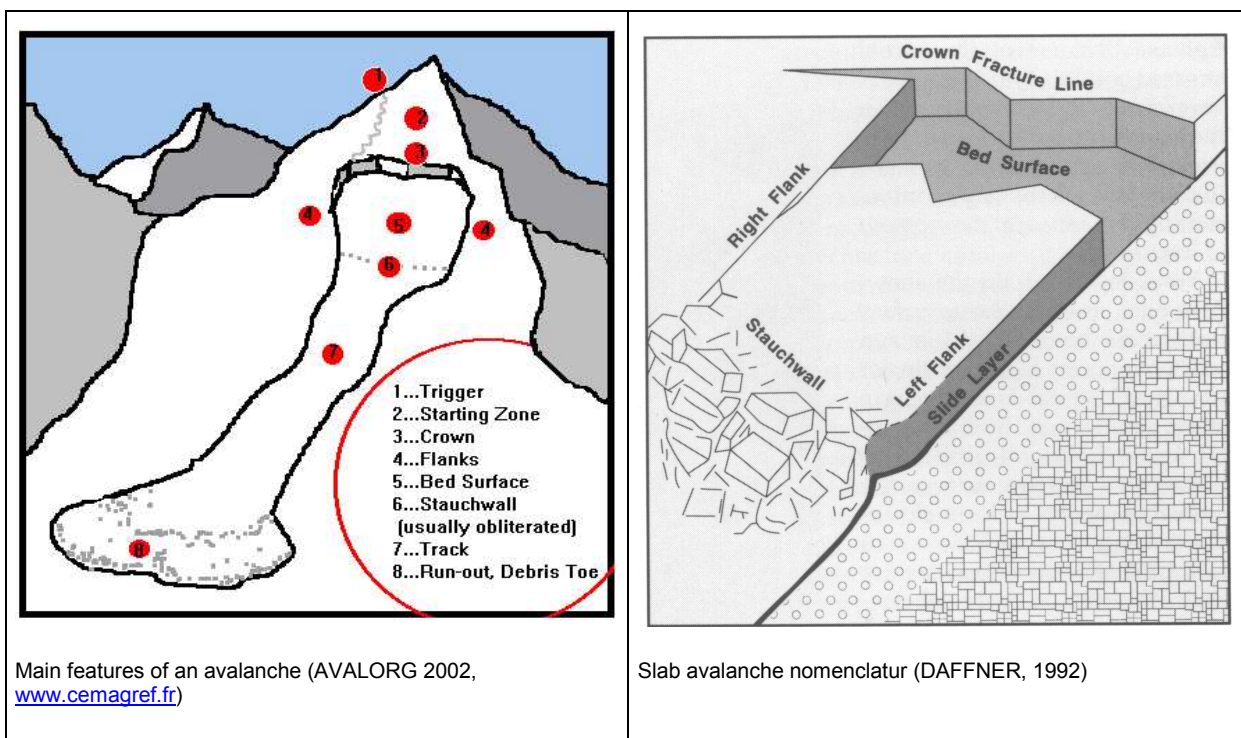 1
2
3
4
4
5
6
7
8
1...Trigger
2...Starting Zone
3...Crown
4...Flanks
5...Bed Surface
6...Stauchwall
(usually obliterated)
7...Track
8...Run-out, Debris Toe
Main features of an avalanche (AVALORG 2002,
www.cemagref.fr)
Crown Fracture Line
Bed Surface
Right Flank
Stauchwall
Left Flank
Slide Layer
Slab avalanche nomenclatur (DAFFNER, 1992)